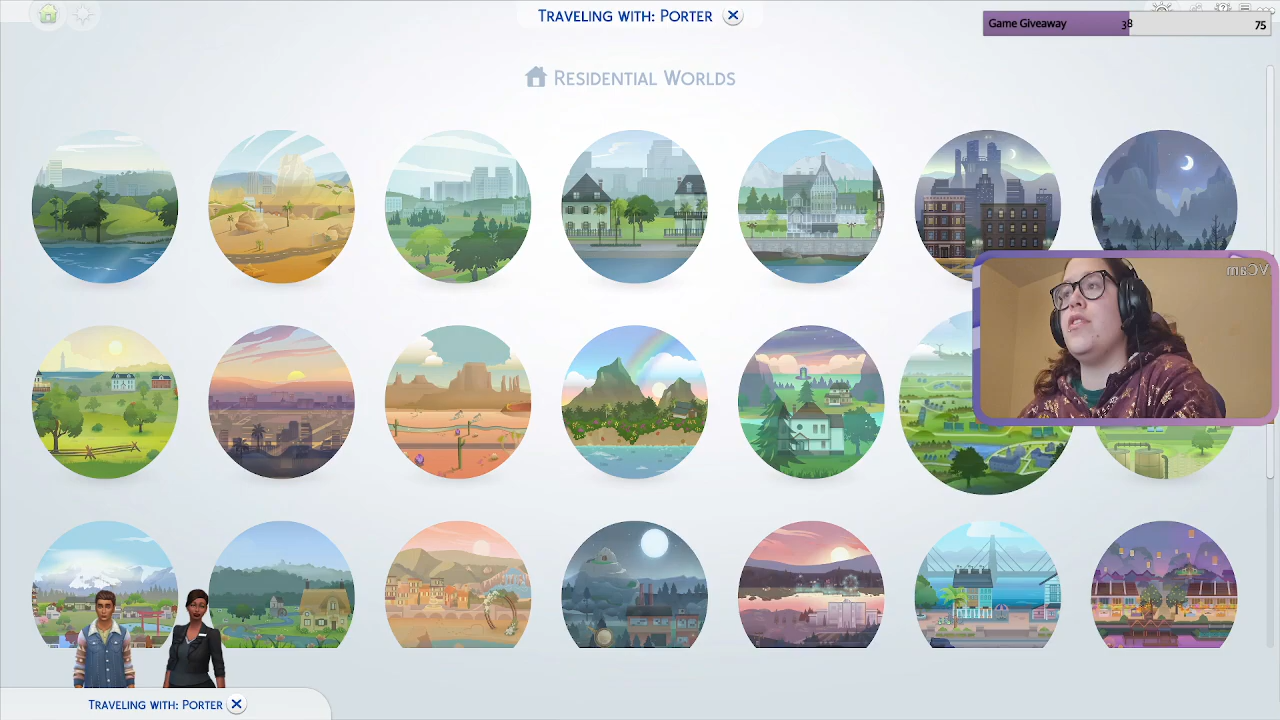 TRAVELING WITH: PORTER
Game Giveaway 38 75
RESIDENTIAL WORLDS
VCam
TRAVELING WITH: PORTER